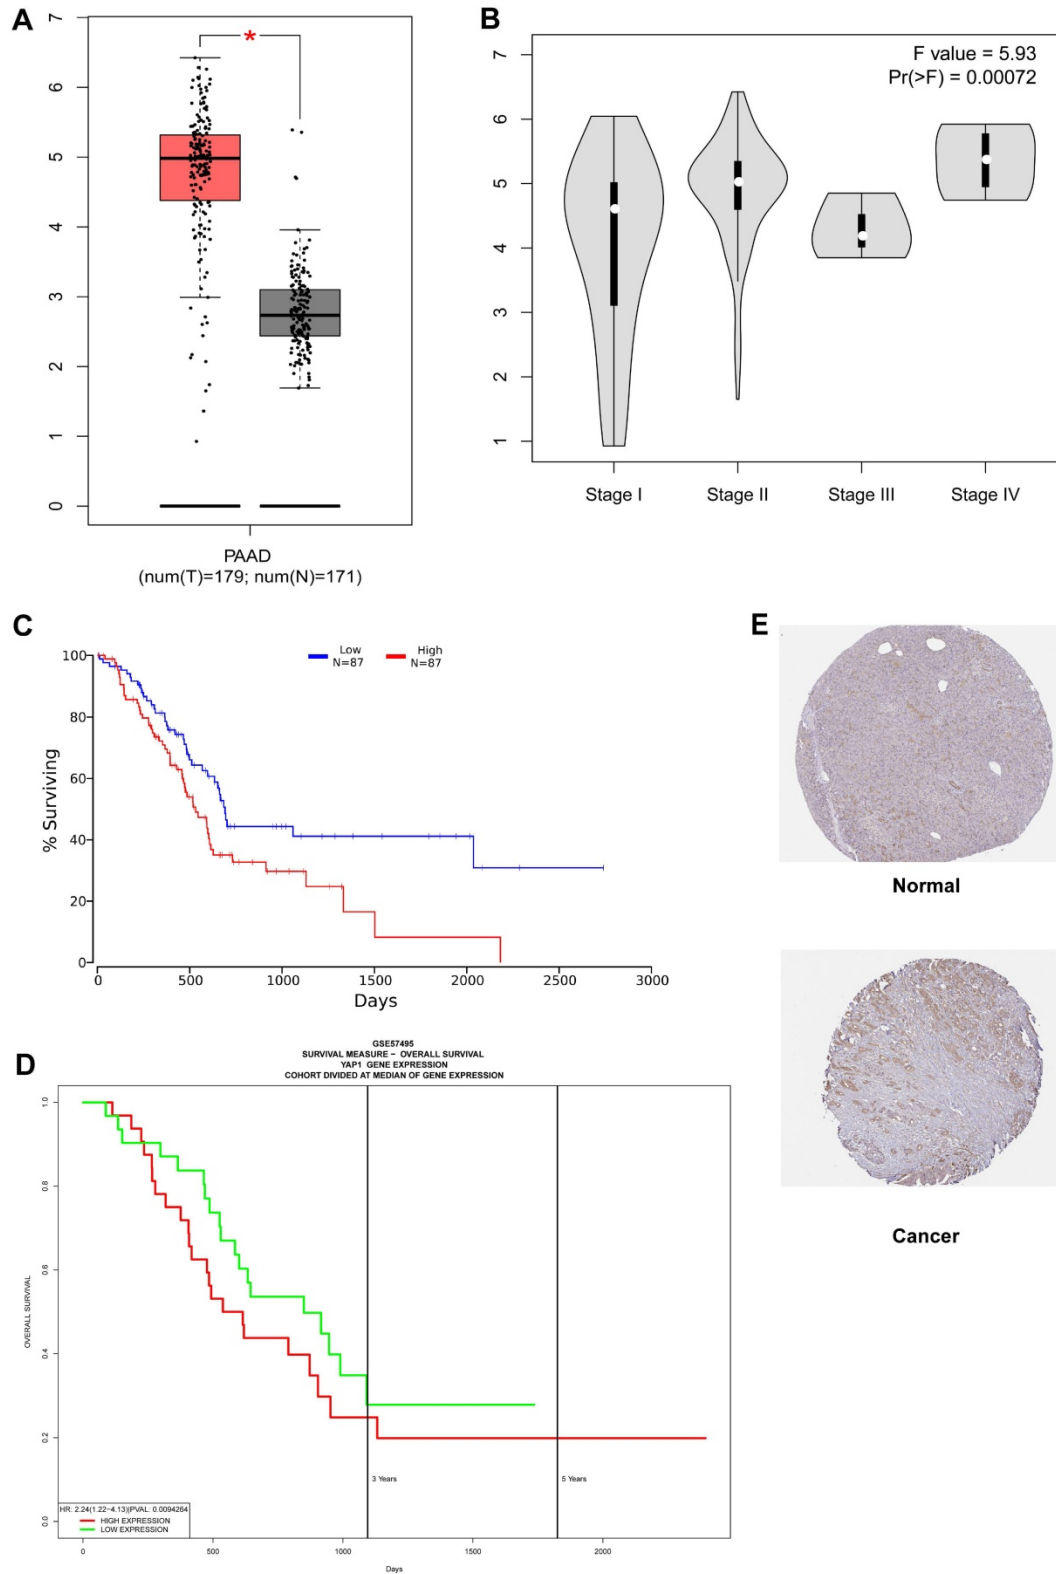 A
7
6
5
4
3
2
1
0
*
PAAD
(num(T)=179; num(N)=171)
B
7
6
5
4
3
2
1
F value = 5.93
Pr(>F) = 0.00072
Stage I
Stage II
Stage III
Stage IV
C
% Surviving
100
80
60
40
20
0
Low
N=87
High
N=87
0
500
1000
1500
2000
2500
3000
Days
E
Normal
Cancer
D
GSE57495
SURVIVAL MEASURE – OVERALL SURVIVAL
YAP1 GENE EXPRESSION
COHORT DIVIDED AT MEDIAN OF GENE EXPRESSION
OVERALL SURVIVAL
1.0
0.8
0.6
0.4
0.2
0.0
3 Years
5 Years
HR: 2.24(1.22–4.13)|PVAL: 0.0094264
HIGH EXPRESSION
LOW EXPRESSION
0
500
1000
1500
2000
Days